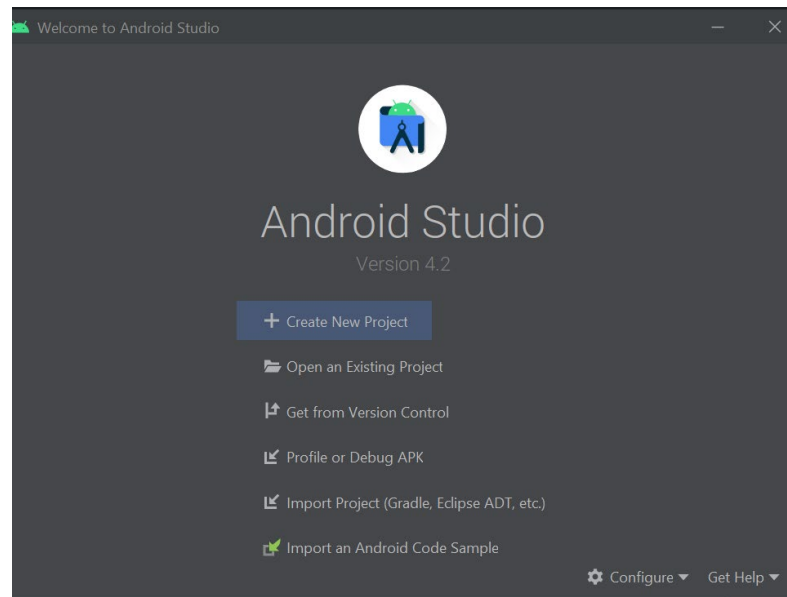 Welcome to Android Studio
Android Studio
Version 4.2
Create New Project
Open an Existing Project
Get from Version Control
Profile or Debug APK
Import Project (Gradle, Eclipse ADT, etc.)
Import an Android Code Sample
Configure Get Help